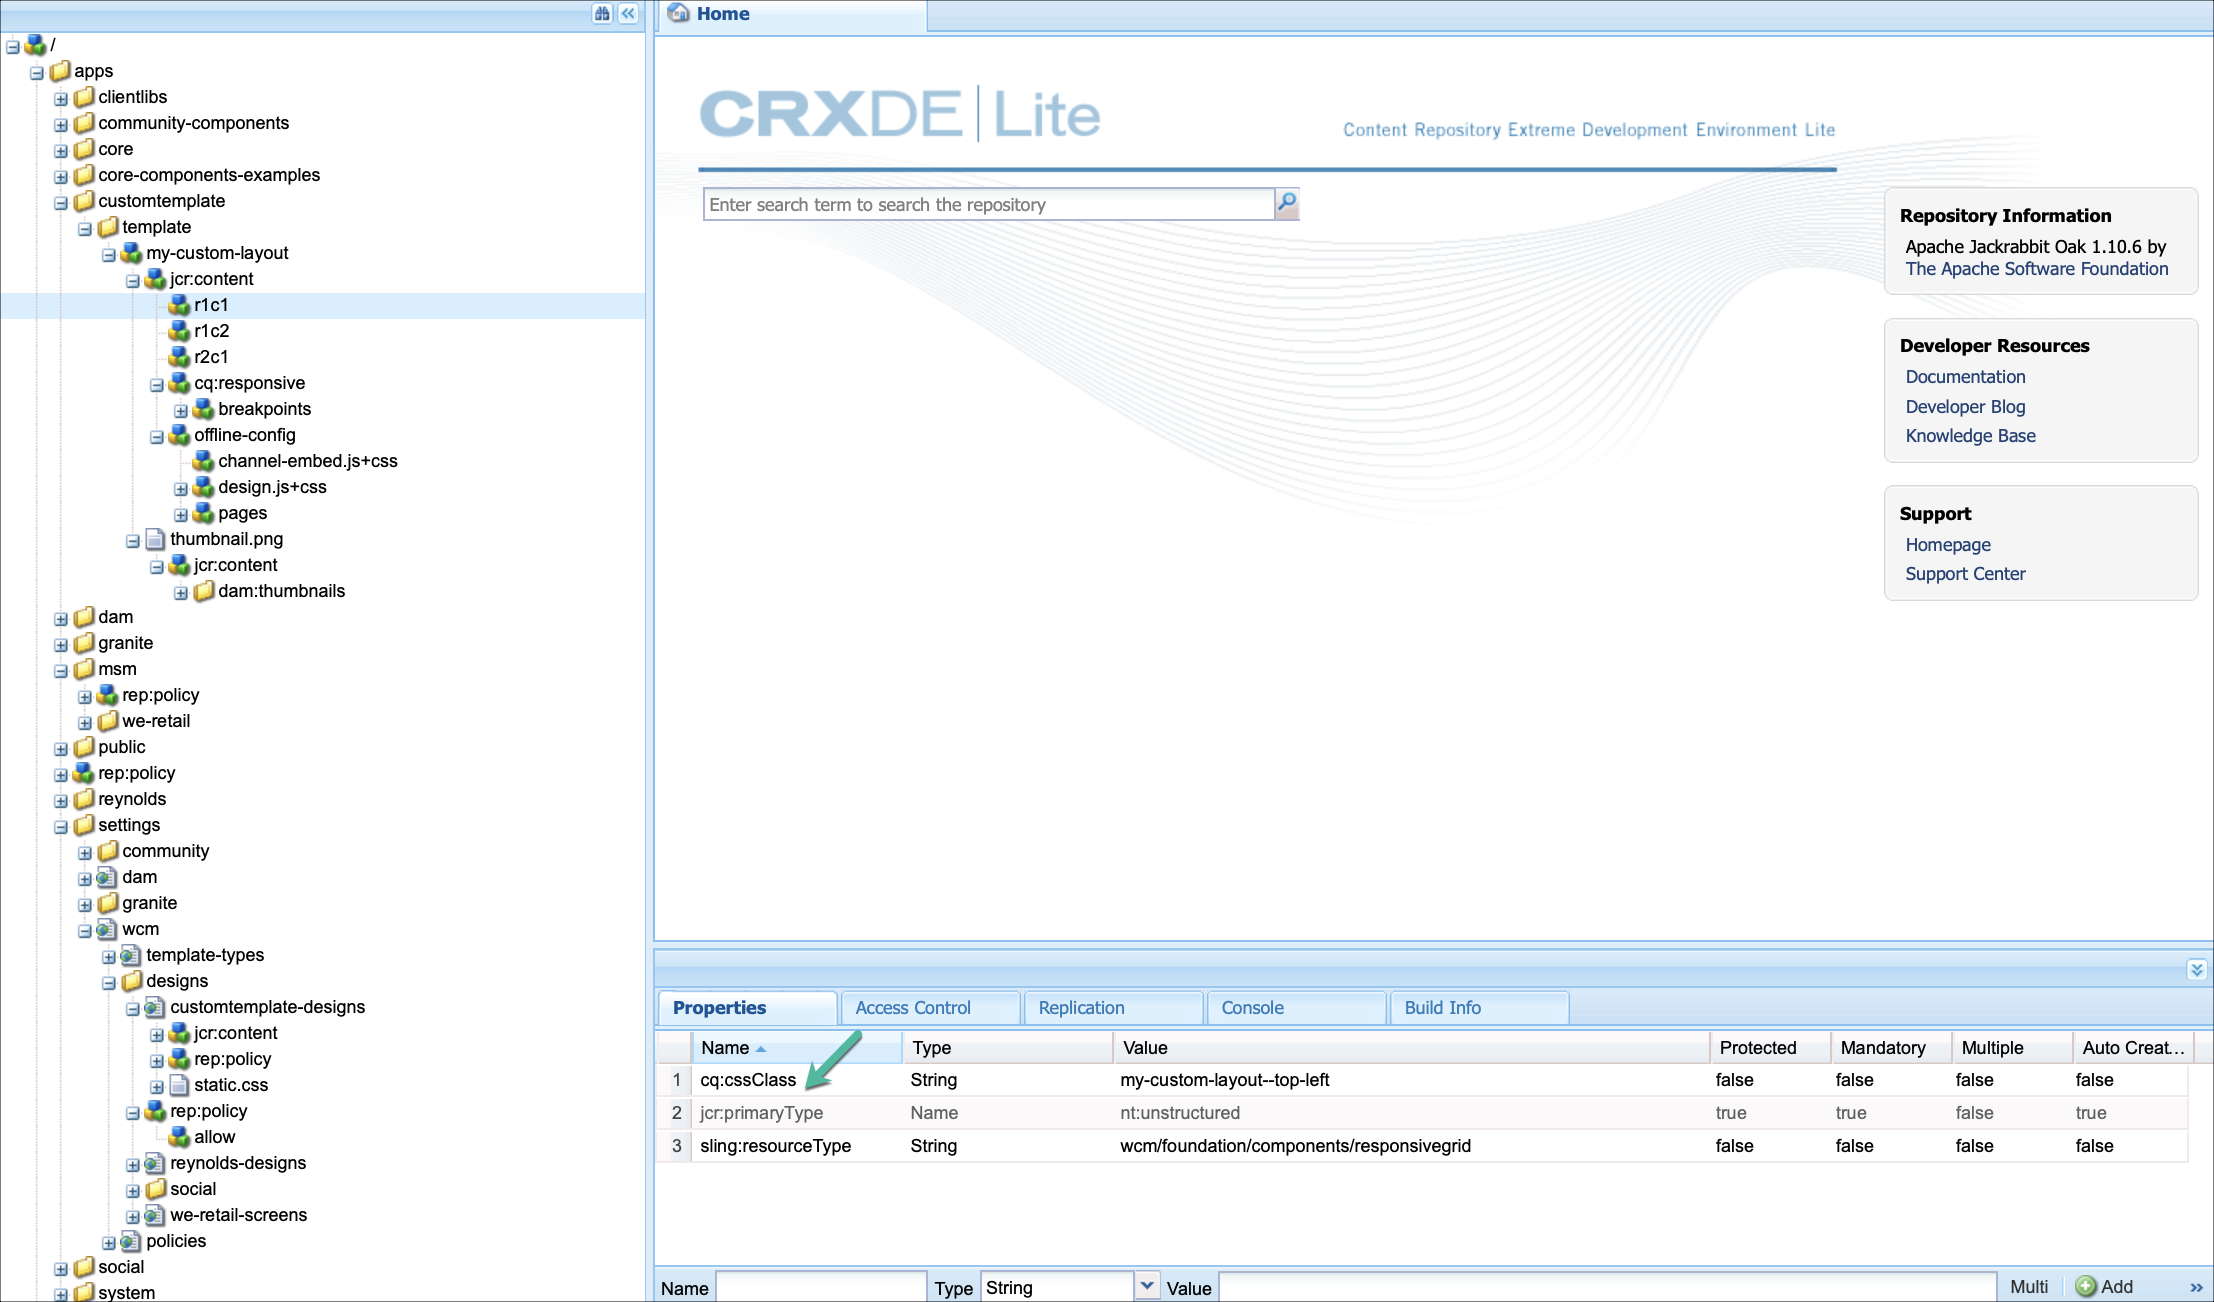 /
apps
clientlibs
community-components
core
core-components-examples
customtemplate
template
my-custom-layout
jcr:content
r1c1
r1c2
r2c1
cq:responsive
breakpoints
offline-config
channel-embed.js+css
design.js+css
pages
thumbnail.png
jcr:content
dam:thumbnails
dam
granite
msm
rep:policy
we-retail
public
rep:policy
reynolds
settings
community
dam
granite
wcm
template-types
designs
customtemplate-designs
jcr:content
rep:policy
static.css
rep:policy
allow
reynolds-designs
social
we-retail-screens
policies
social
system
Home
CRXDE Lite
Content Repository Extreme Development Environment Lite
Enter search term to search the repository
Repository Information
Apache Jackrabbit Oak 1.10.6 by
The Apache Software Foundation
Developer Resources
Documentation
Developer Blog
Knowledge Base
Support
Homepage
Support Center
Properties Access Control Replication Console Build Info
Name Type Value Protected Mandatory Multiple Auto Creat...
1 cq:cssClass String my-custom-layout--top-left false false false false
2 jcr:primaryType Name nt:unstructured true true false true
3 sling:resourceType String wcm/foundation/components/responsivegrid false false false false
Name Type String Value Multi Add »